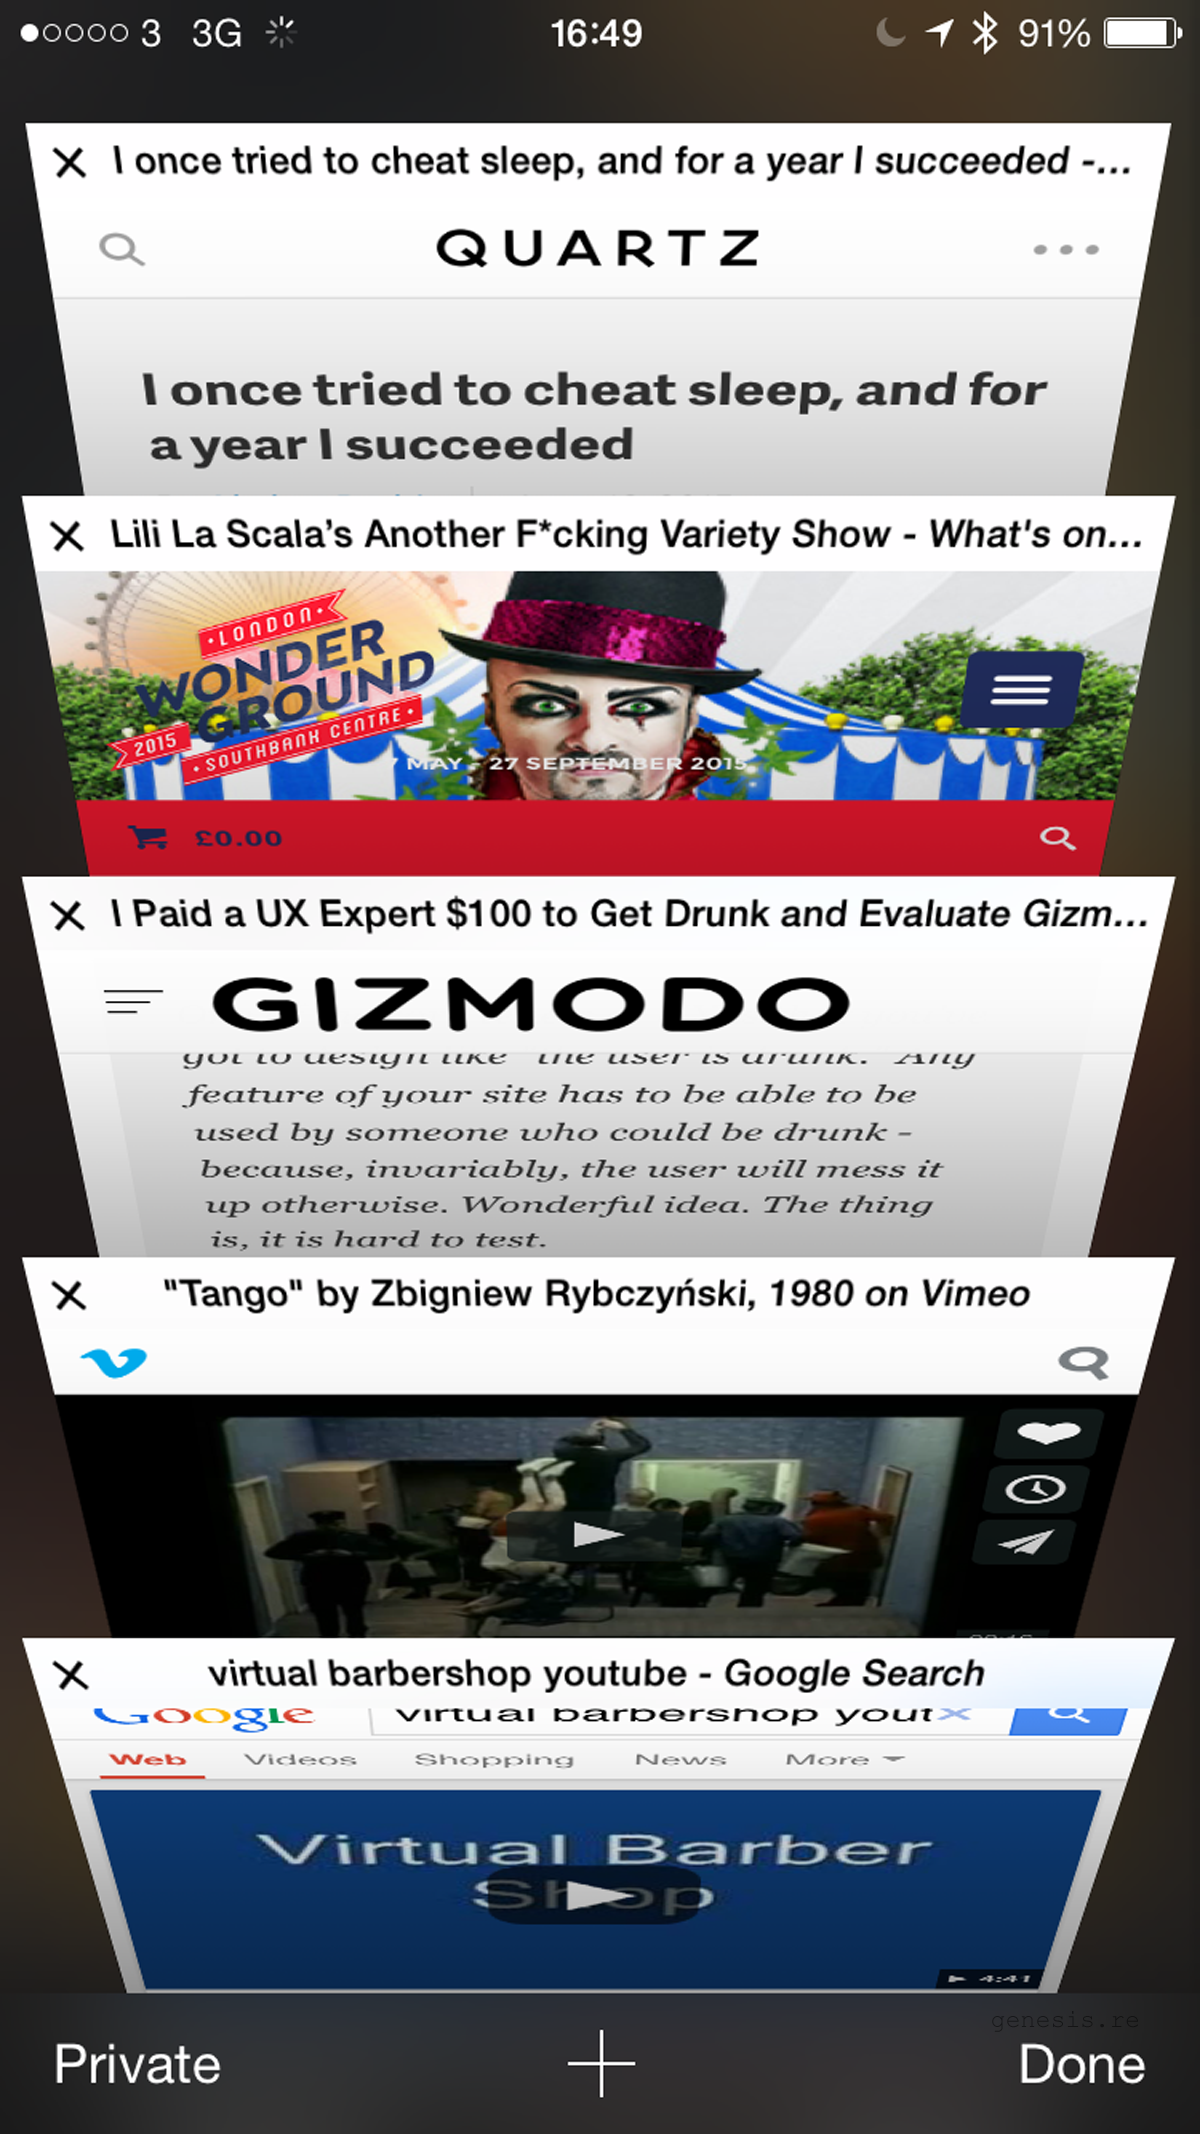 3 3G 16:49 91%
I once tried to cheat sleep, and for a year I succeeded -...
QUARTZ
I once tried to cheat sleep, and for
a year I succeeded
Lili La Scala’s Another F*cking Variety Show - What's on...
•LONDON•
WONDER
GROUND
2015
•SOUTHBANK CENTRE•
MAY - 27 SEPTEMBER 2015
£0.00
I Paid a UX Expert $100 to Get Drunk and Evaluate Gizm...
GIZMODO
got to design like "the user is drunk." Any
feature of your site has to be able to be
used by someone who could be drunk -
because, invariably, the user will mess it
up otherwise. Wonderful idea. The thing
is, it is hard to test.
"Tango" by Zbigniew Rybczyński, 1980 on Vimeo
virtual barbershop youtube - Google Search
Google virtual barbershop yout
Web Videos Shopping News More
Virtual Barber
Shop
4:41
genesis.re
Private + Done